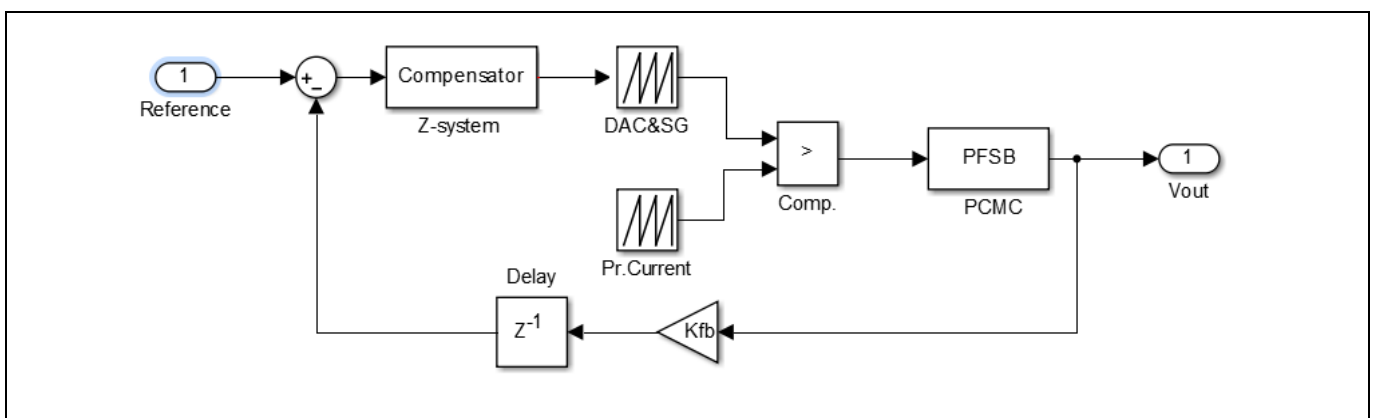 1
Reference
+
−
Compensator
Z-system
DAC&SG
Pr.Current
>
Comp.
PFSB
PCMC
1
Vout
Delay
Z-1
Kfb